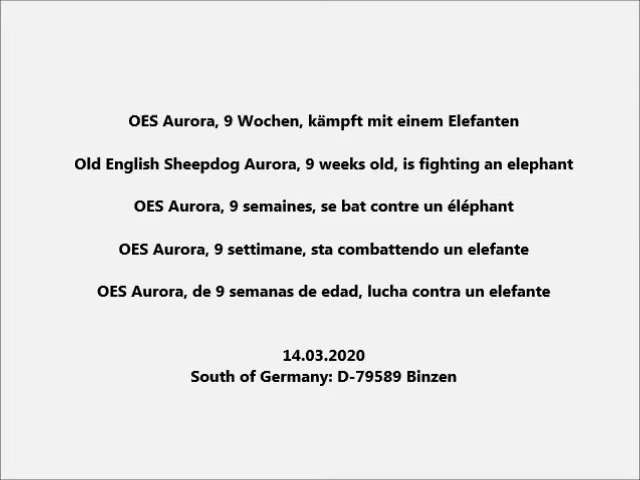 OES Aurora, 9 Wochen, kämpft mit einem Elefanten
Old English Sheepdog Aurora, 9 weeks old, is fighting an elephant
OES Aurora, 9 semaines, se bat contre un éléphant
OES Aurora, 9 settimane, sta combattendo un elefante
OES Aurora, de 9 semanas de edad, lucha contra un elefante
14.03.2020
South of Germany: D-79589 Binzen